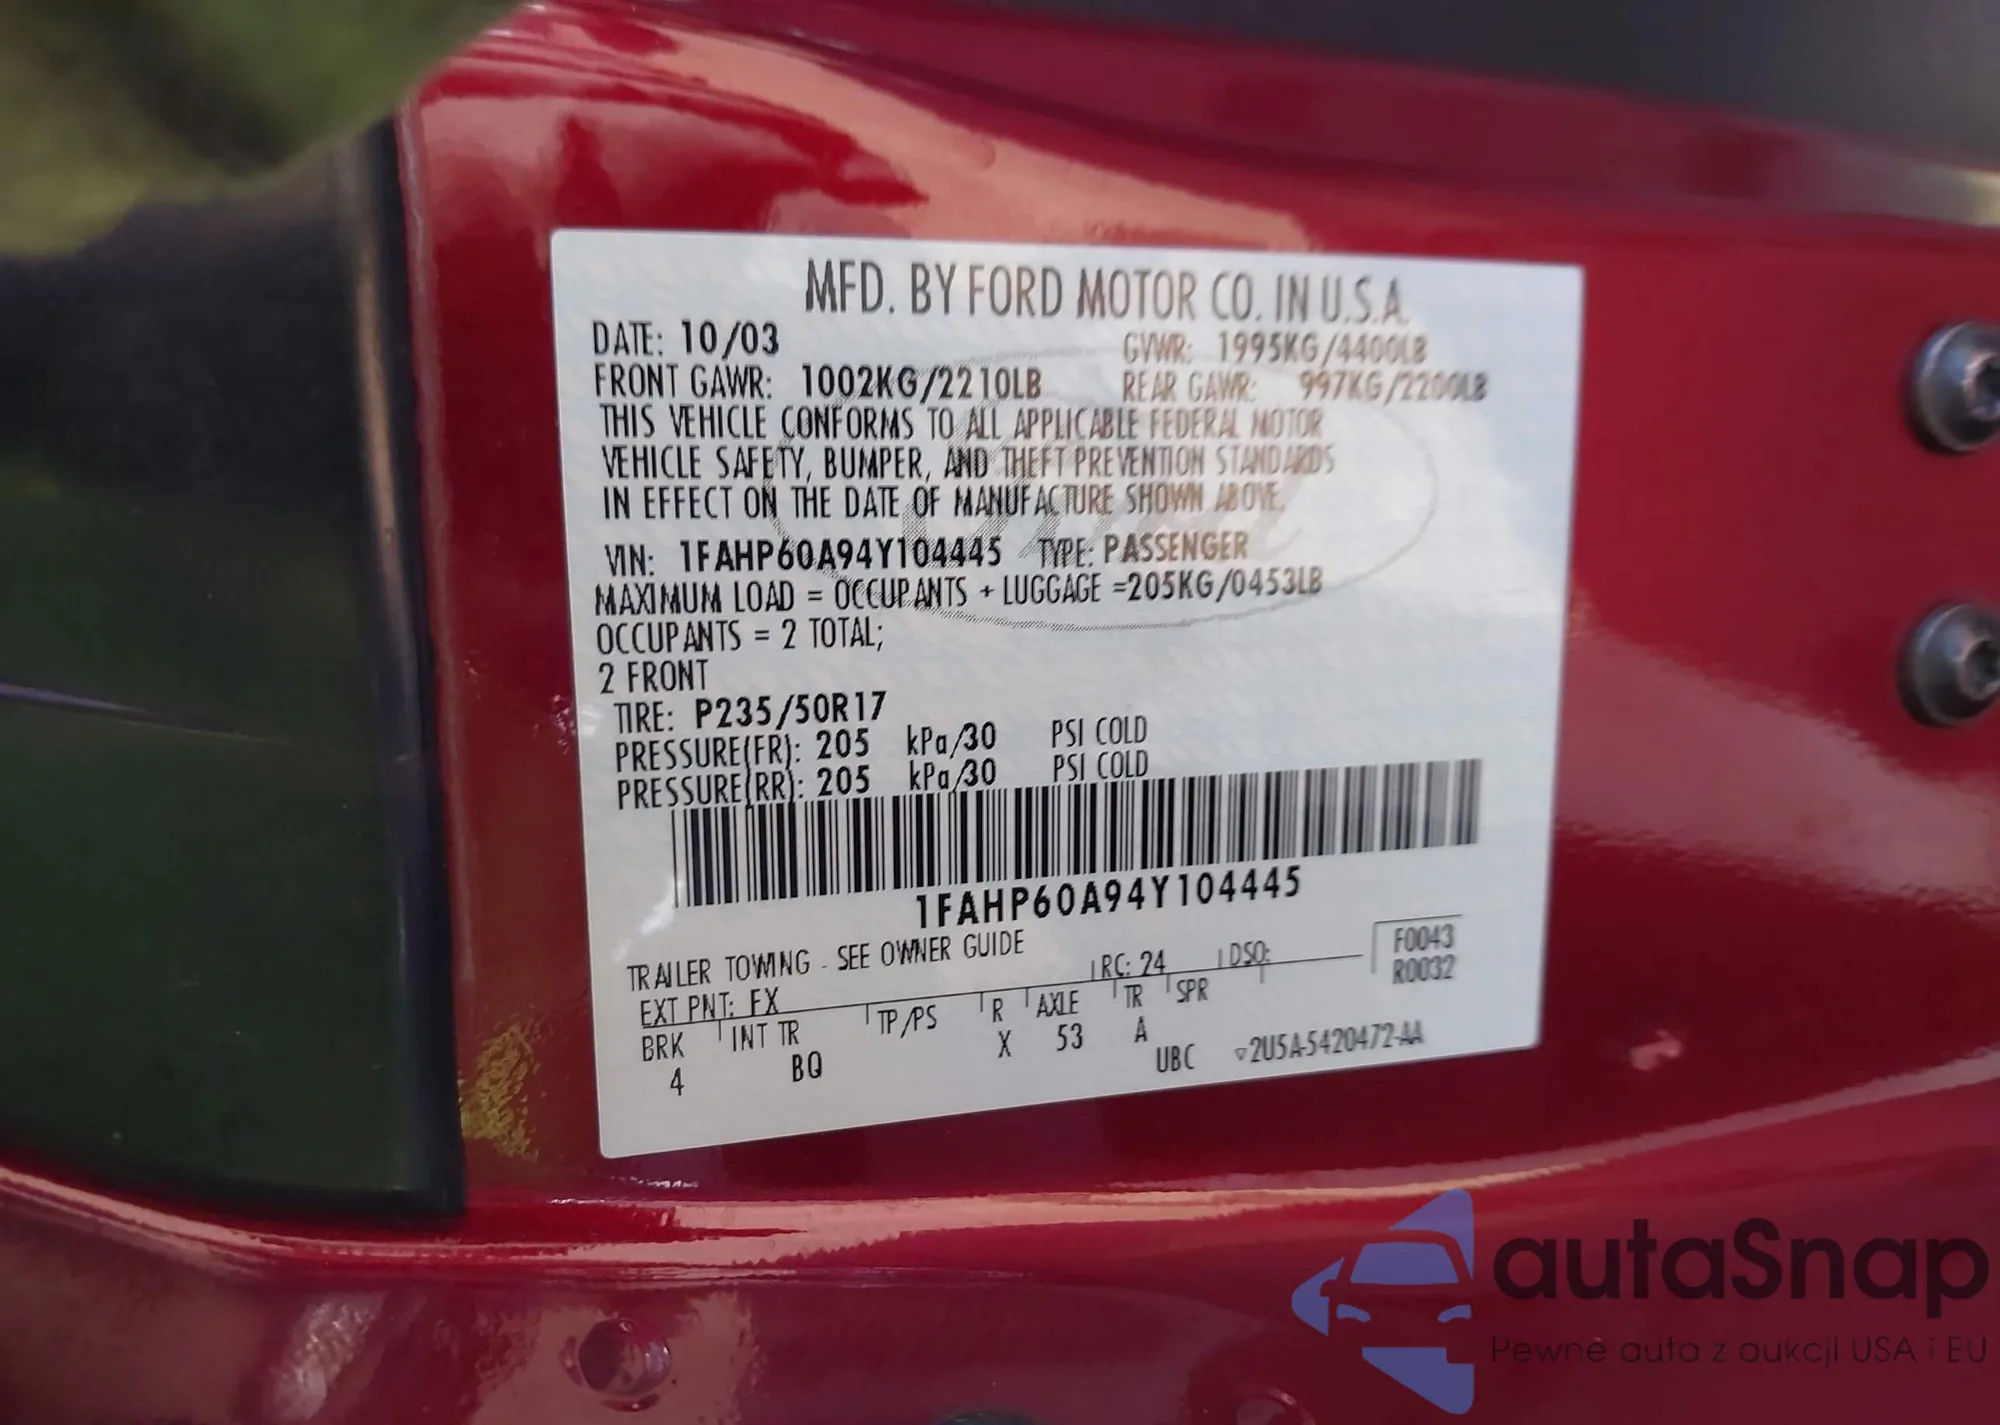 MFD. BY FORD MOTOR CO. IN U.S.A.
DATE: 10/03 GVWR: 1995KG/4400LB
FRONT GAWR: 1002KG/2210LB REAR GAWR: 997KG/2200LB
THIS VEHICLE CONFORMS TO ALL APPLICABLE FEDERAL MOTOR
VEHICLE SAFETY, BUMPER, AND THEFT PREVENTION STANDARDS
IN EFFECT ON THE DATE OF MANUFACTURE SHOWN ABOVE.
VIN: 1FAHP60A94Y104445 TYPE: PASSENGER
MAXIMUM LOAD = OCCUPANTS + LUGGAGE =205KG/0453LB
OCCUPANTS = 2 TOTAL;
2 FRONT
TIRE: P235/50R17
PRESSURE(FR): 205 kPa/30 PSI COLD
PRESSURE(RR): 205 kPa/30 PSI COLD
1FAHP60A94Y104445
TRAILER TOWING - SEE OWNER GUIDE
EXT PNT: FX RC: 24 DSO: F0043
R0032
BRK INT TR TP/PS R AXLE TR SPR
4 BQ X 53 A
UBC ▽2U5A-5420472-AA
autaSnap
Pewne auta z aukcji USA i EU